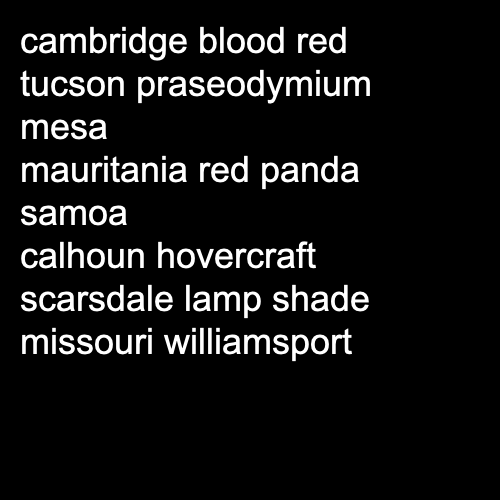 cambridge blood red
tucson praseodymium
mesa
mauritania red panda
samoa
calhoun hovercraft
scarsdale lamp shade
missouri williamsport